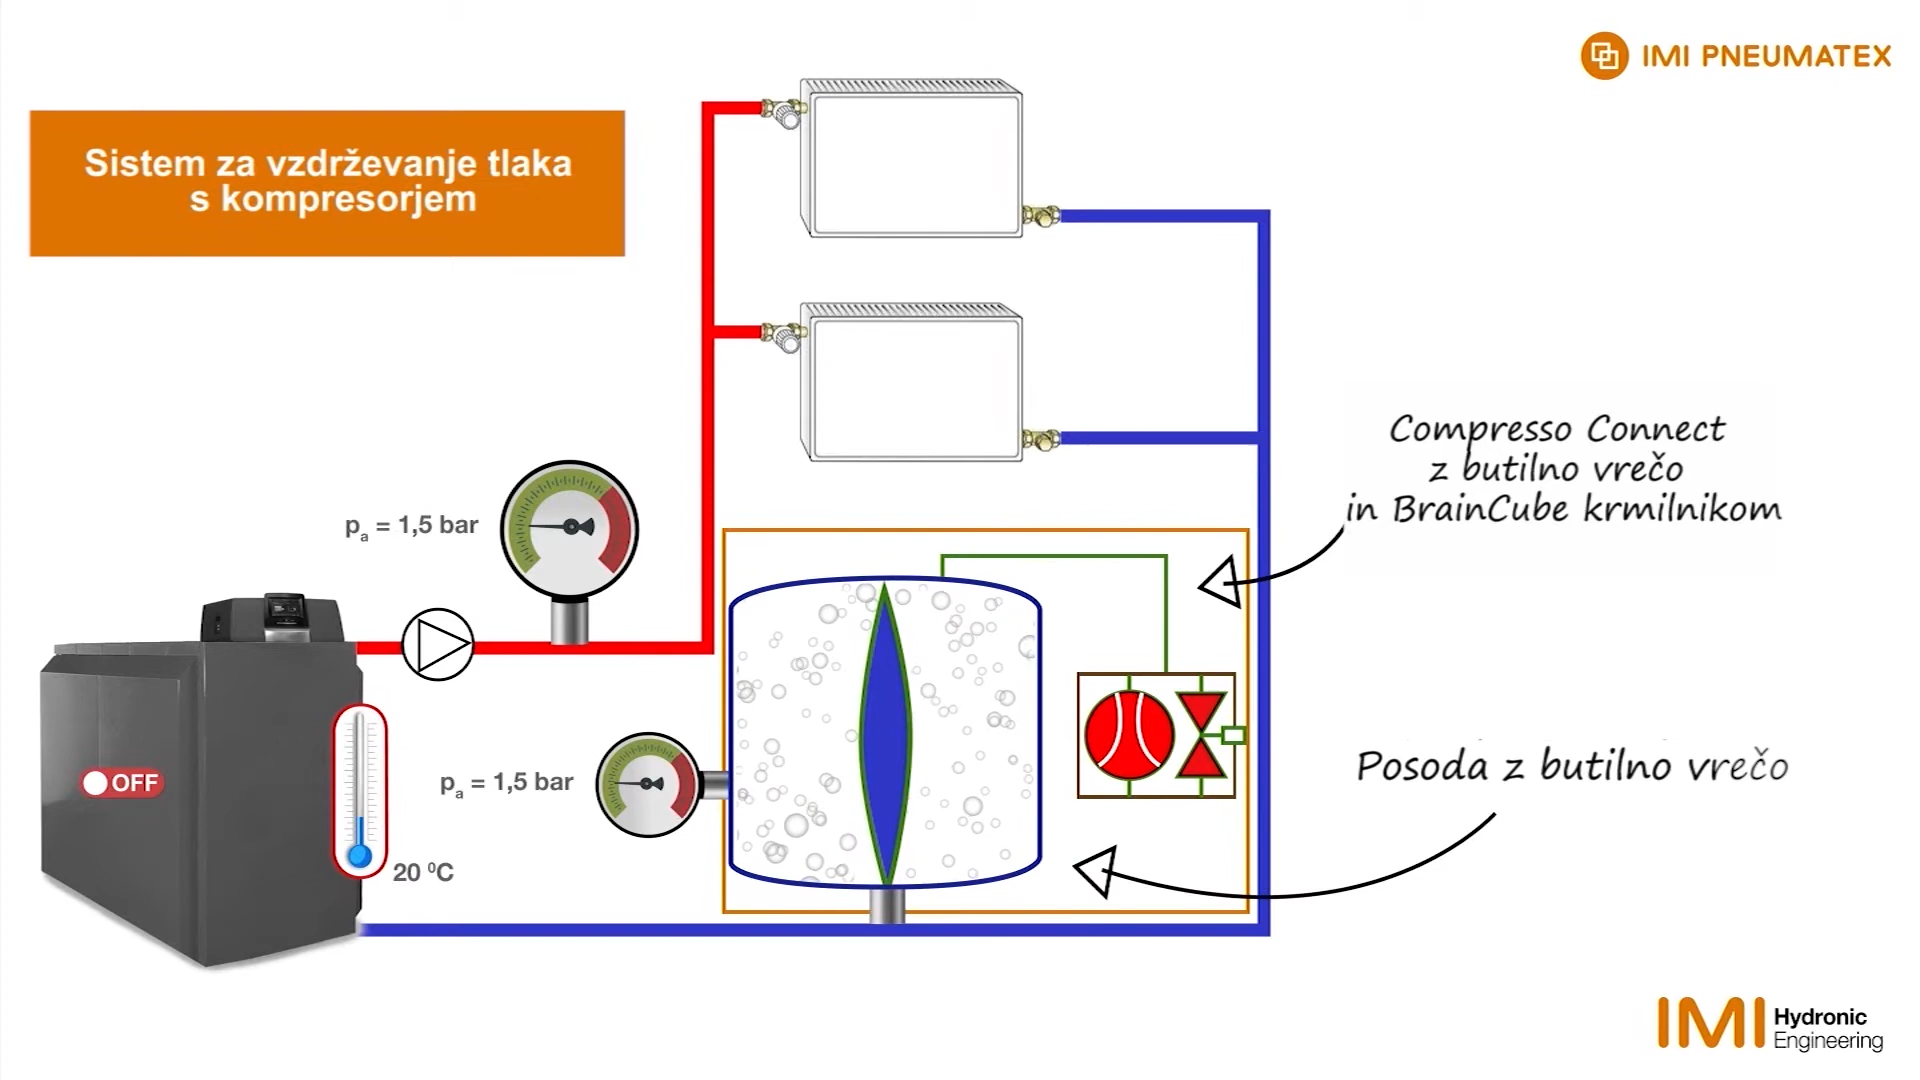 IMI PNEUMATEX
Sistem za vzdrževanje tlaka
s kompresorjem
Compresso Connect
z butilno vrečo
in BrainCube krmilnikom
pa = 1,5 bar
Posoda z butilno vrečo
pa = 1,5 bar
OFF
20 ⁰C
IMI Hydronic
Engineering